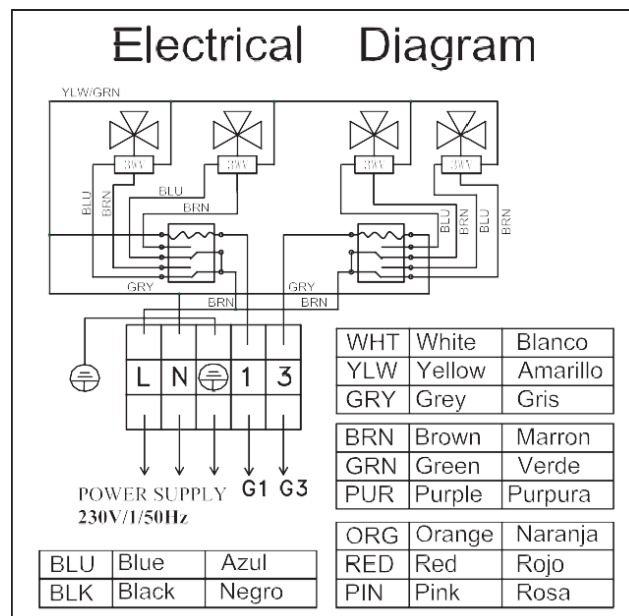 Electrical Diagram
YLW/GRN
3WV 3WV 3WV 3WV
BLU BRN BLU BRN BLU BRN BLU BRN
GRY BRN BRN GRY
L N 1 3
POWER SUPPLY G1 G3
230V/1/50Hz
WHT White Blanco
YLW Yellow Amarillo
GRY Grey Gris
BRN Brown Marron
GRN Green Verde
PUR Purple Purpura
ORG Orange Naranja
RED Red Rojo
PIN Pink Rosa
BLU Blue Azul
BLK Black Negro